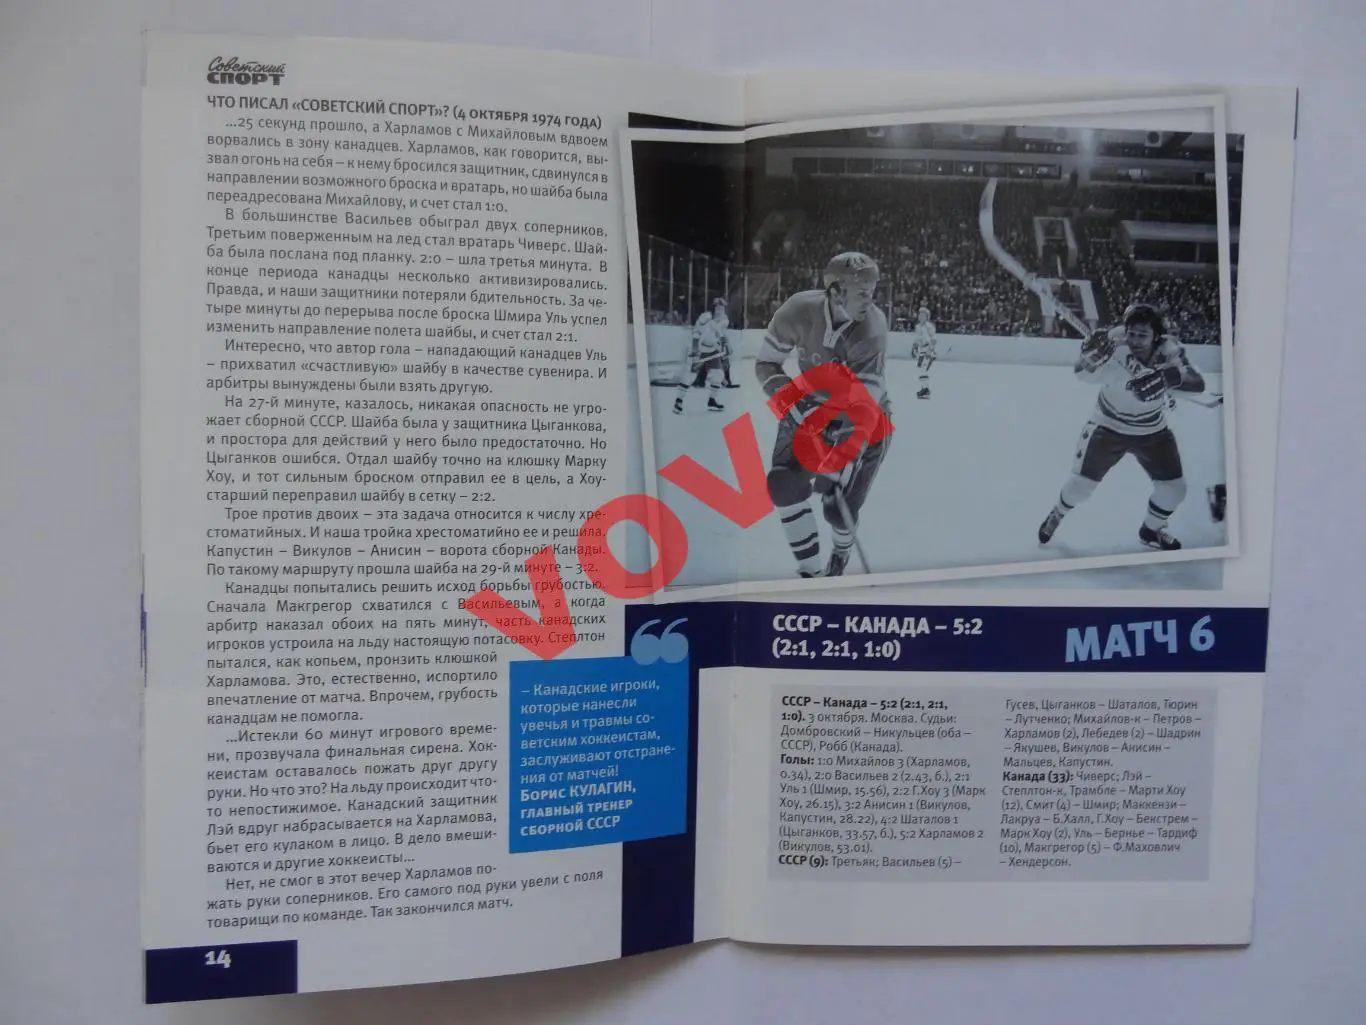 Советский
СПОРТ
ЧТО ПИСАЛ «СОВЕТСКИЙ СПОРТ»? (4 ОКТЯБРЯ 1974 ГОДА)
...25 секунд прошло, а Харламов с Михайловым вдвоем
ворвались в зону канадцев. Харламов, как говорится, вы-
звал огонь на себя – к нему бросился защитник, сдвинулся в
направлении возможного броска и вратарь, но шайба была
переадресована Михайлову, и счет стал 1:0.
В большинстве Васильев обыграл двух соперников.
Третьим поверженным на лед стал вратарь Чиверс. Шай-
ба была послана под планку. 2:0 – шла третья минута. В
конце периода канадцы несколько активизировались.
Правда, и наши защитники потеряли бдительность. За че-
тыре минуты до перерыва после броска Шмира Уль успел
изменить направление полета шайбы, и счет стал 2:1.
Интересно, что автор гола – нападающий канадцев Уль
– прихватил «счастливую» шайбу в качестве сувенира. И
арбитры вынуждены были взять другую.
На 27-й минуте, казалось, никакая опасность не угро-
жает сборной СССР. Шайба была у защитника Цыганкова,
и простора для действий у него было предостаточно. Но
Цыганков ошибся. Отдал шайбу точно на клюшку Марку
Хоу, и тот сильным броском отправил ее в цель, а Хоу-
старший переправил шайбу в сетку – 2:2.
Трое против двоих – эта задача относится к числу хре-
стоматийных. И наша тройка хрестоматийно ее и решила.
Капустин – Викулов – Анисин – ворота сборной Канады.
По такому маршруту прошла шайба на 29-й минуте – 3:2.
Канадцы попытались решить исход борьбы грубостью.
Сначала Макгрегор схватился с Васильевым, а когда
арбитр наказал обоих на пять минут, часть канадских
игроков устроила на льду настоящую потасовку. Степлтон
пытался, как копьем, пронзить клюшкой
Харламова. Это, естественно, испортило
впечатление от матча. Впрочем, грубость
канадцам не помогла.
...Истекли 60 минут игрового време-
ни, прозвучала финальная сирена. Хок-
кеистам оставалось пожать друг другу
руки. Но что это? На льду происходит что-
то непостижимое. Канадский защитник
Лэй вдруг набрасывается на Харламова,
бьет его кулаком в лицо. В дело вмеши-
ваются и другие хоккеисты...
Нет, не смог в этот вечер Харламов по-
жать руки соперников. Его самого под руки увели с поля
товарищи по команде. Так закончился матч.
14
– Канадские игроки,
которые нанесли
увечья и травмы со-
ветским хоккеистам,
заслуживают отстране-
ния от матчей!
Борис КУЛАГИН,
главный тренер
сборной СССР
СССР – КАНАДА – 5:2
(2:1, 2:1, 1:0)
МАТЧ 6
СССР – Канада – 5:2 (2:1, 2:1,
1:0). 3 октября. Москва. Судьи:
Домбровский – Никульцев (оба –
СССР), Робб (Канада).
Голы: 1:0 Михайлов 3 (Харламов,
0.34), 2:0 Васильев 2 (2.43, б.), 2:1
Уль 1 (Шмир, 15.56), 2:2 Г.Хоу 3 (Марк
Хоу, 26.15), 3:2 Анисин 1 (Викулов,
Капустин, 28.22), 4:2 Шаталов 1
(Цыганков, 33.57, б.), 5:2 Харламов 2
(Викулов, 53.01).
СССР (9): Третьяк; Васильев (5) –
Гусев, Цыганков – Шаталов, Тюрин
– Лутченко; Михайлов-к – Петров –
Харламов (2), Лебедев (2) – Шадрин
– Якушев, Викулов – Анисин –
Мальцев, Капустин.
Канада (33): Чиверс; Лэй –
Степлтон-к, Трамбле – Марти Хоу
(12), Смит (4) – Шмир; Маккензи –
Лакруа – Б.Халл, Г.Хоу – Бекстрем –
Марк Хоу (2), Уль – Бернье – Тардиф
(10), Макгрегор (5) – Ф.Маховлич
– Хендерсон.
vova